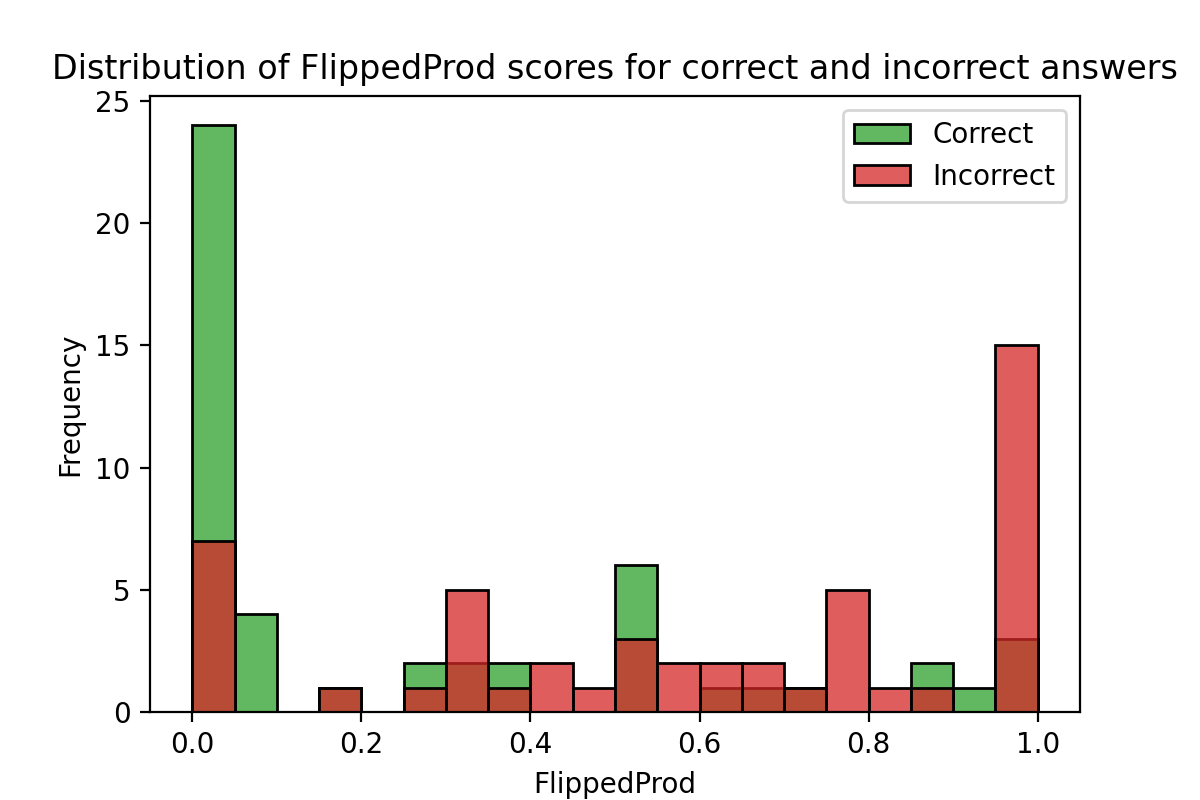 Distribution of FlippedProd scores for correct and incorrect answers
25
20
15
10
5
0
Frequency
Correct
Incorrect
0.0 0.2 0.4 0.6 0.8 1.0
FlippedProd